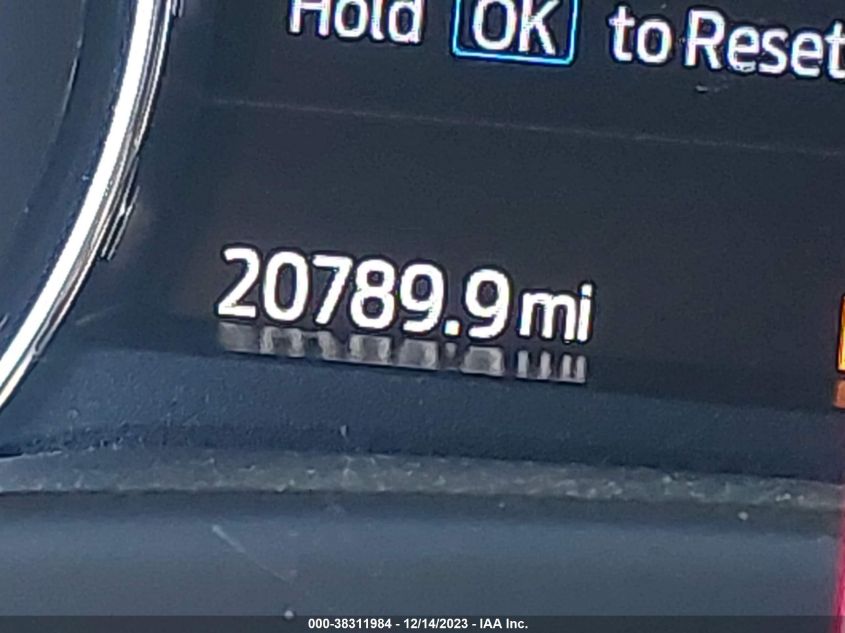 Hold OK to Reset
20789.9 mi
000-38311984 - 12/14/2023 - IAA Inc.